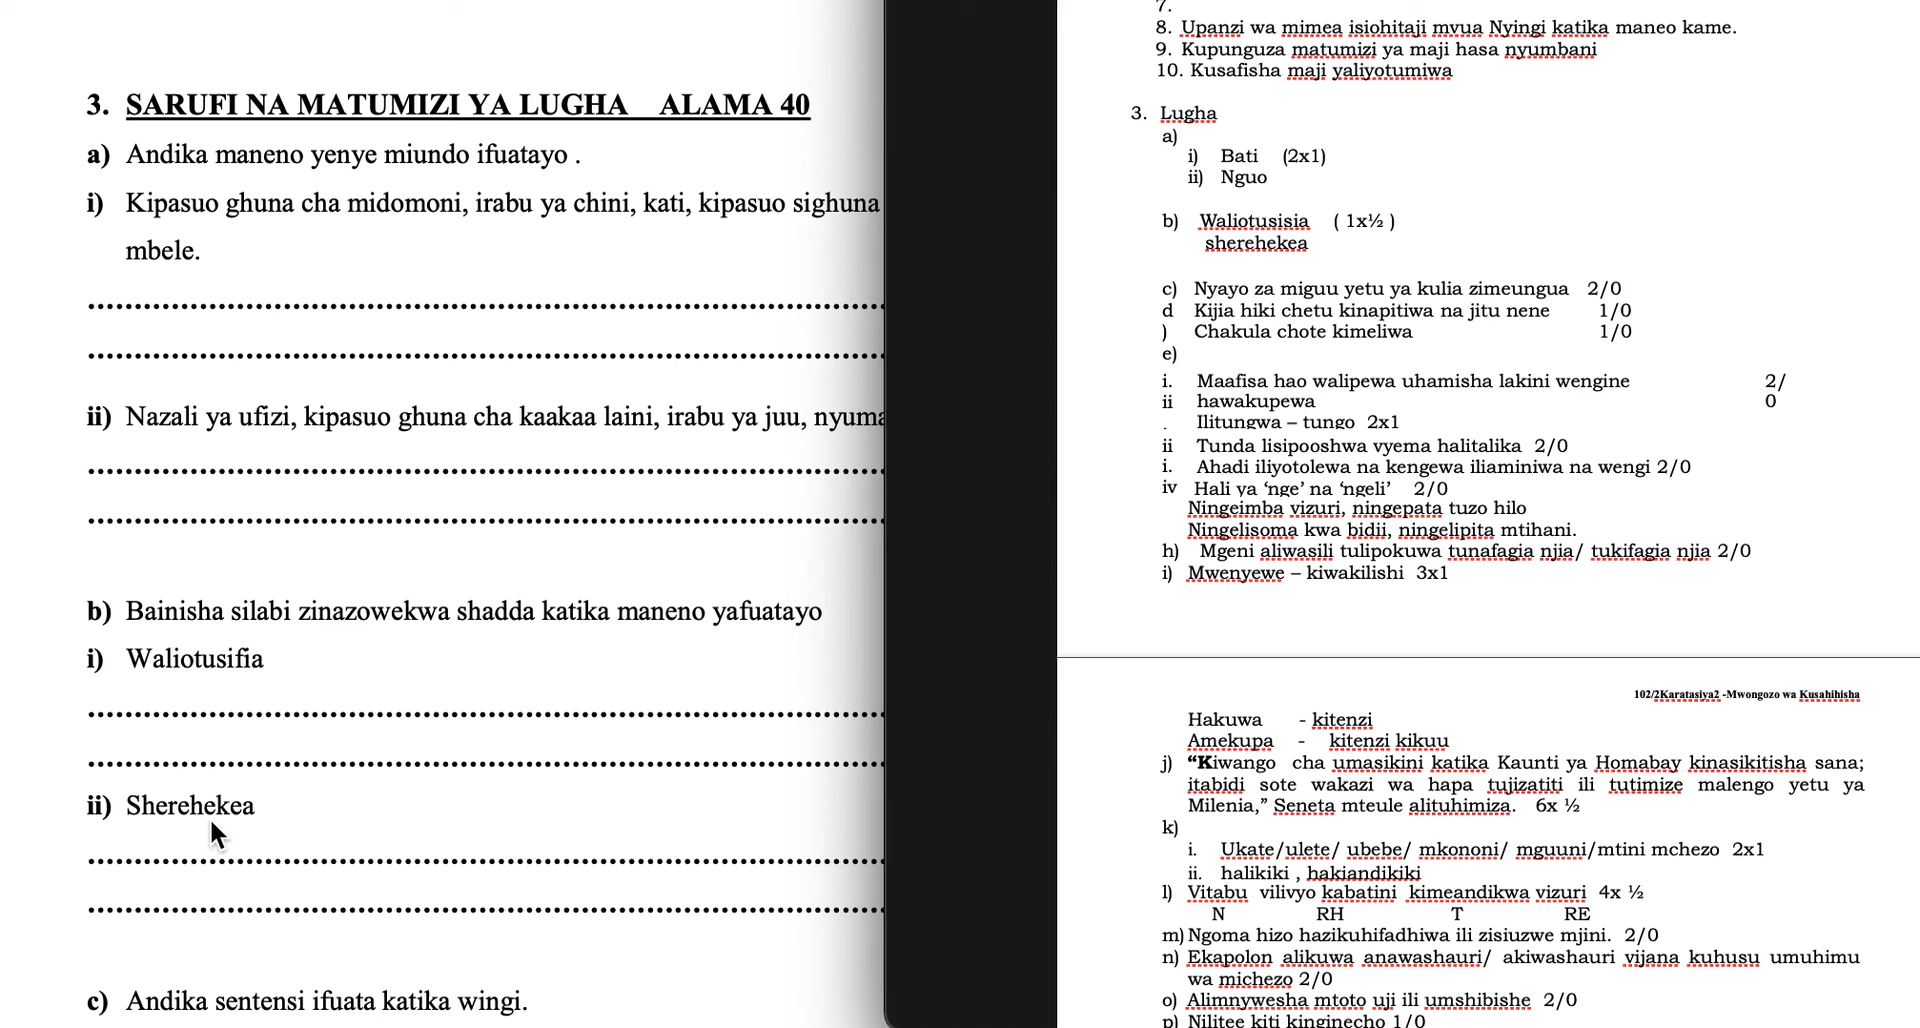 3. SARUFI NA MATUMIZI YA LUGHA ALAMA 40
a) Andika maneno yenye miundo ifuatayo .
i) Kipasuo ghuna cha midomoni, irabu ya chini, kati, kipasuo sighuna
mbele.
ii) Nazali ya ufizi, kipasuo ghuna cha kaakaa laini, irabu ya juu, nyuma
b) Bainisha silabi zinazowekwa shadda katika maneno yafuatayo
i) Waliotusifia
ii) Sherehekea
c) Andika sentensi ifuata katika wingi.
7.
8. Upanzi wa mimea isiohitaji mvua Nyingi katika maneo kame.
9. Kupunguza matumizi ya maji hasa nyumbani
10. Kusafisha maji yaliyotumiwa
3. Lugha
a)
i) Bati (2x1)
ii) Nguo
b) Waliotusisia ( 1x½ )
sherehekea
c) Nyayo za miguu yetu ya kulia zimeungua 2/0
d Kijia hiki chetu kinapitiwa na jitu nene 1/0
) Chakula chote kimeliwa 1/0
e)
i. Maafisa hao walipewa uhamisha lakini wengine 2/
ii hawakupewa 0
. Ilitungwa – tungo 2x1
ii Tunda lisipooshwa vyema halitalika 2/0
i. Ahadi iliyotolewa na kengewa iliaminiwa na wengi 2/0
iv Hali ya ‘nge’ na ‘ngeli’ 2/0
Ningeimba vizuri, ningepata tuzo hilo
Ningelisoma kwa bidii, ningelipita mtihani.
h) Mgeni aliwasili tulipokuwa tunafagia njia/ tukifagia njia 2/0
i) Mwenyewe – kiwakilishi 3x1
102/2Karatasiya2 -Mwongozo wa Kusahihisha
Hakuwa - kitenzi
Amekupa - kitenzi kikuu
j) “Kiwango cha umasikini katika Kaunti ya Homabay kinasikitisha sana;
itabidi sote wakazi wa hapa tujizatiti ili tutimize malengo yetu ya
Milenia,” Seneta mteule alituhimiza. 6x ½
k)
i. Ukate/ulete/ ubebe/ mkononi/ mguuni/mtini mchezo 2x1
ii. halikiki , hakiandikiki
l) Vitabu vilivyo kabatini kimeandikwa vizuri 4x ½
N RH T RE
m) Ngoma hizo hazikuhifadhiwa ili zisiuzwe mjini. 2/0
n) Ekapolon alikuwa anawashauri/ akiwashauri vijana kuhusu umuhimu
wa michezo 2/0
o) Alimnywesha mtoto uji ili umshibishe 2/0
p) Nilitee kiti kinginecho 1/0